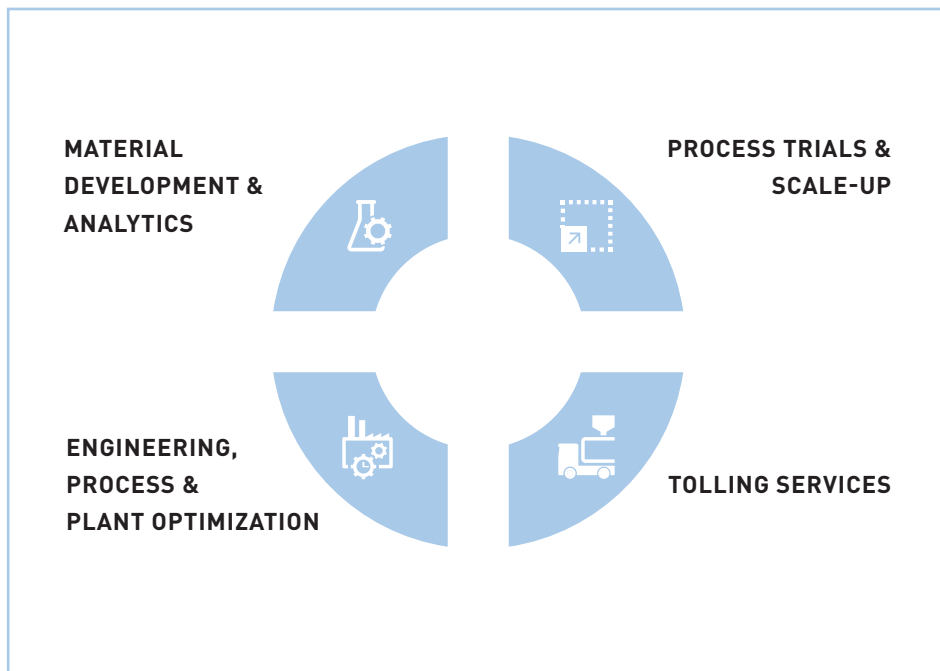 MATERIAL
DEVELOPMENT &
ANALYTICS
PROCESS TRIALS &
SCALE-UP
ENGINEERING,
PROCESS &
PLANT OPTIMIZATION
TOLLING SERVICES